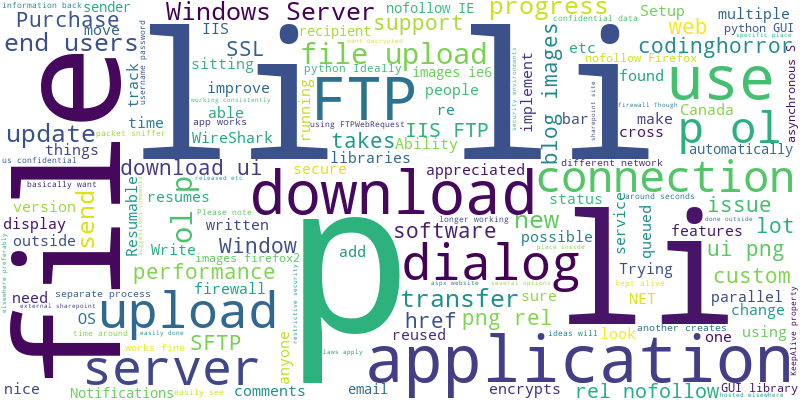 information back
sender
Windows Server
nofollow IE
progress
confidential data
Setup
multiple
Purchase
move
IIS
recipient
support
web
python GUI
specific place
end users
SSL
file upload
codinghorror
nofollow Firefox
username password
track
sitting
python Ideally
images ie6
etc
found
use
file
li li
FTP
running
want decrypted
people
security environments
implement
blog images
improve
working consistently
re
Canada
asynchronous S
update
time
able
app works
takes
IIS FTP
obar
make
p ol
packet sniffer
WireShark
using FTPWebRequest
Ability
sharepoint site
cross
firewall Though
things
libraries
automatically
us confidential
download ui
secure
appreciated
different network
basically want
Resumable
resumes
released etc
download
connection
longer working
status
around seconds
done outside
version
suggestions
Please note
written
software
new
possible
service
queued
issue
display
ol p
Write
Window
add
dialog
li
features
lot
outside
images firefox2
place inside
kept alive
ui png
elsewhere preferably
send
performance
aspx website
Trying
custom
need
separate process
firewall
transfer
sure
NET
parallel
external sharepoint
upload
several options
change
OS
p
href
png rel
look
using
time around
easily done
SFTP
restrictive security
reused
anyone
ideas will
another creates
one
KeepAlive property
works fine
server
application
nice
Notifications
easily see
comments
laws apply
email
encrypts
rel nofollow
GUI library
hosted elsewhere